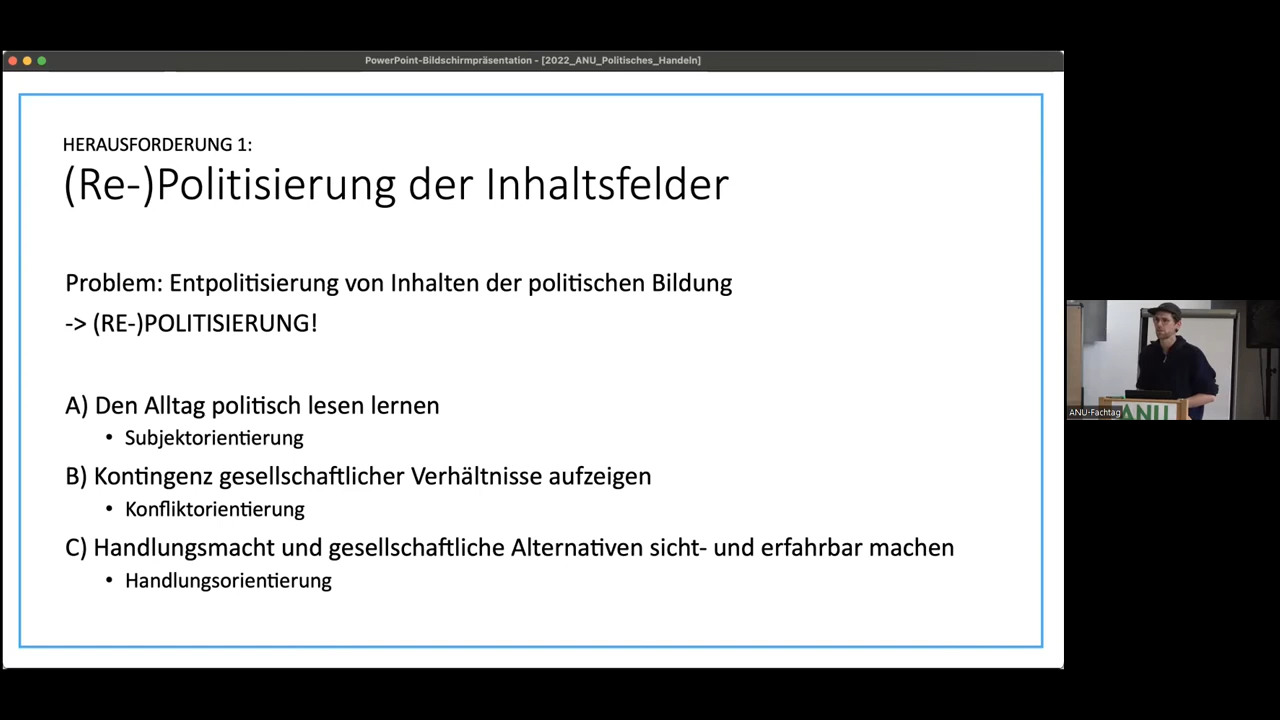 PowerPoint-Bildschirmpräsentation - [2022_ANU_Politisches_Handeln]
HERAUSFORDERUNG 1:
(Re-)Politisierung der Inhaltsfelder
Problem: Entpolitisierung von Inhalten der politischen Bildung
-> (RE-)POLITISIERUNG!
A) Den Alltag politisch lesen lernen
• Subjektorientierung
B) Kontingenz gesellschaftlicher Verhältnisse aufzeigen
• Konfliktorientierung
C) Handlungsmacht und gesellschaftliche Alternativen sicht- und erfahrbar machen
• Handlungsorientierung
ANU-Fachtag
ANU